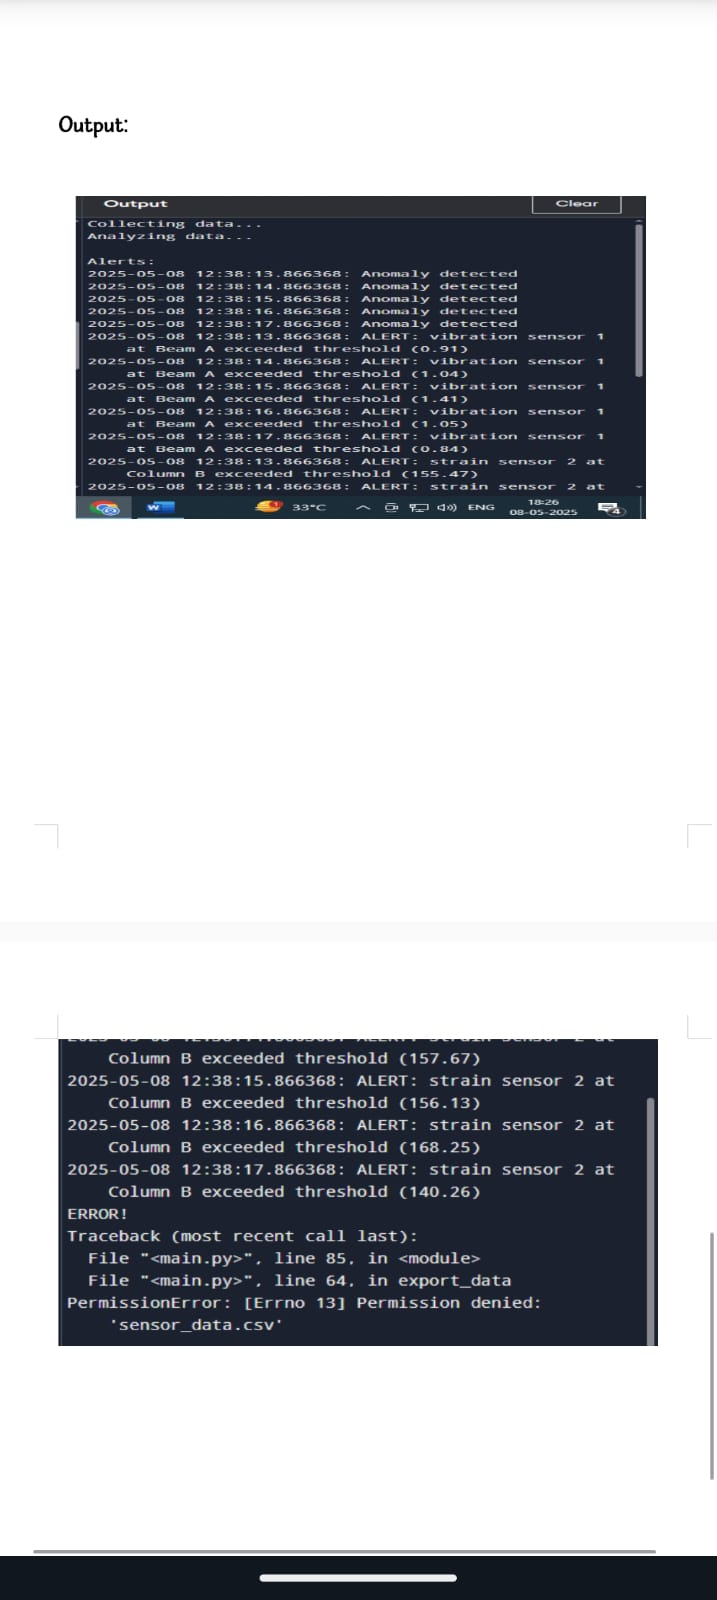 Output:
Output Clear
Collecting data...
Analyzing data...
Alerts:
2025-05-08 12:38:13.866368: Anomaly detected
2025-05-08 12:38:14.866368: Anomaly detected
2025-05-08 12:38:15.866368: Anomaly detected
2025-05-08 12:38:16.866368: Anomaly detected
2025-05-08 12:38:17.866368: Anomaly detected
2025-05-08 12:38:13.866368: ALERT: vibration sensor 1
at Beam A exceeded threshold (0.91)
2025-05-08 12:38:14.866368: ALERT: vibration sensor 1
at Beam A exceeded threshold (1.04)
2025-05-08 12:38:15.866368: ALERT: vibration sensor 1
at Beam A exceeded threshold (1.41)
2025-05-08 12:38:16.866368: ALERT: vibration sensor 1
at Beam A exceeded threshold (1.05)
2025-05-08 12:38:17.866368: ALERT: vibration sensor 1
at Beam A exceeded threshold (0.84)
2025-05-08 12:38:13.866368: ALERT: strain sensor 2 at
Column B exceeded threshold (155.47)
2025-05-08 12:38:14.866368: ALERT: strain sensor 2 at
W 1 33°C ENG 18:26
08-05-2025 4
Column B exceeded threshold (157.67)
2025-05-08 12:38:15.866368: ALERT: strain sensor 2 at
Column B exceeded threshold (156.13)
2025-05-08 12:38:16.866368: ALERT: strain sensor 2 at
Column B exceeded threshold (168.25)
2025-05-08 12:38:17.866368: ALERT: strain sensor 2 at
Column B exceeded threshold (140.26)
ERROR!
Traceback (most recent call last):
File "<main.py>", line 85, in <module>
File "<main.py>", line 64, in export_data
PermissionError: [Errno 13] Permission denied:
'sensor_data.csv'